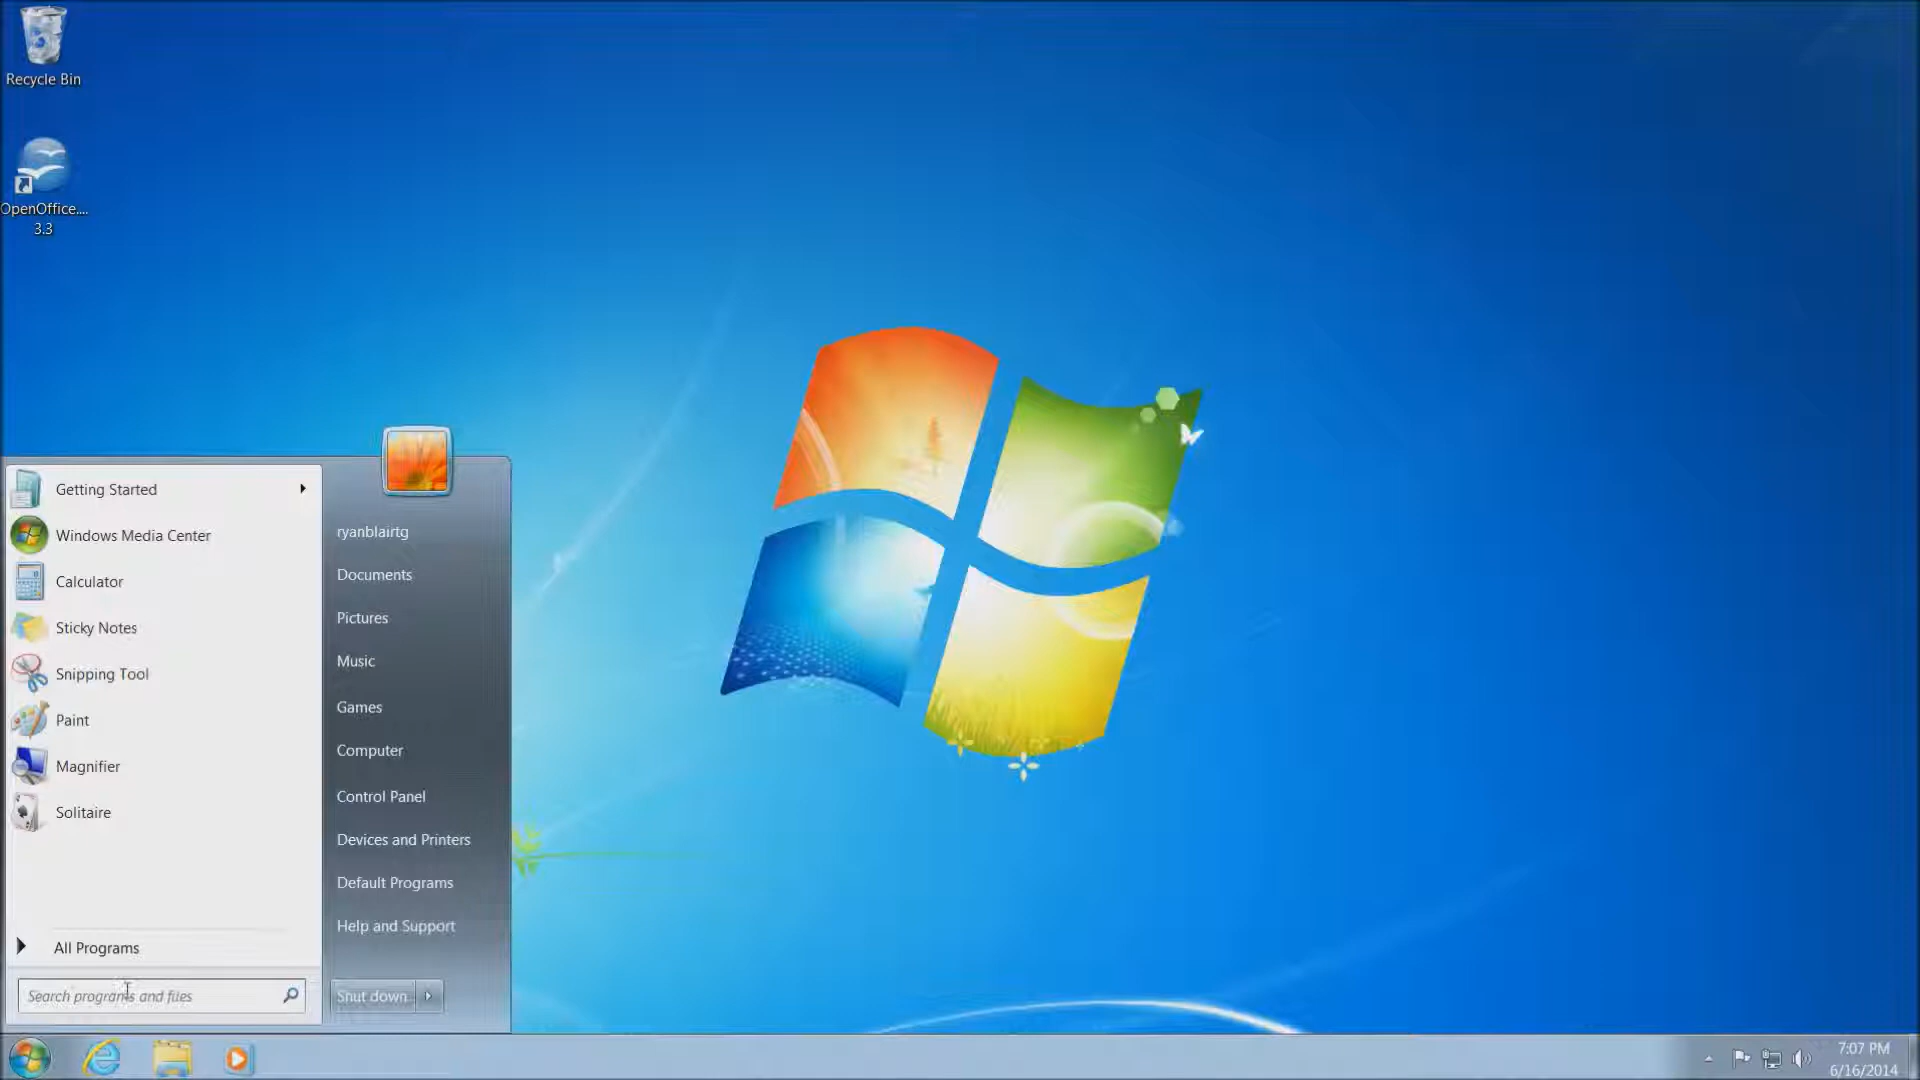 Recycle Bin
OpenOffice....
3.3
Getting Started
Windows Media Center
Calculator
Sticky Notes
Snipping Tool
Paint
Magnifier
Solitaire
All Programs
Search programs and files
ryanblairtg
Documents
Pictures
Music
Games
Computer
Control Panel
Devices and Printers
Default Programs
Help and Support
Shut down
7:07 PM
6/16/2014